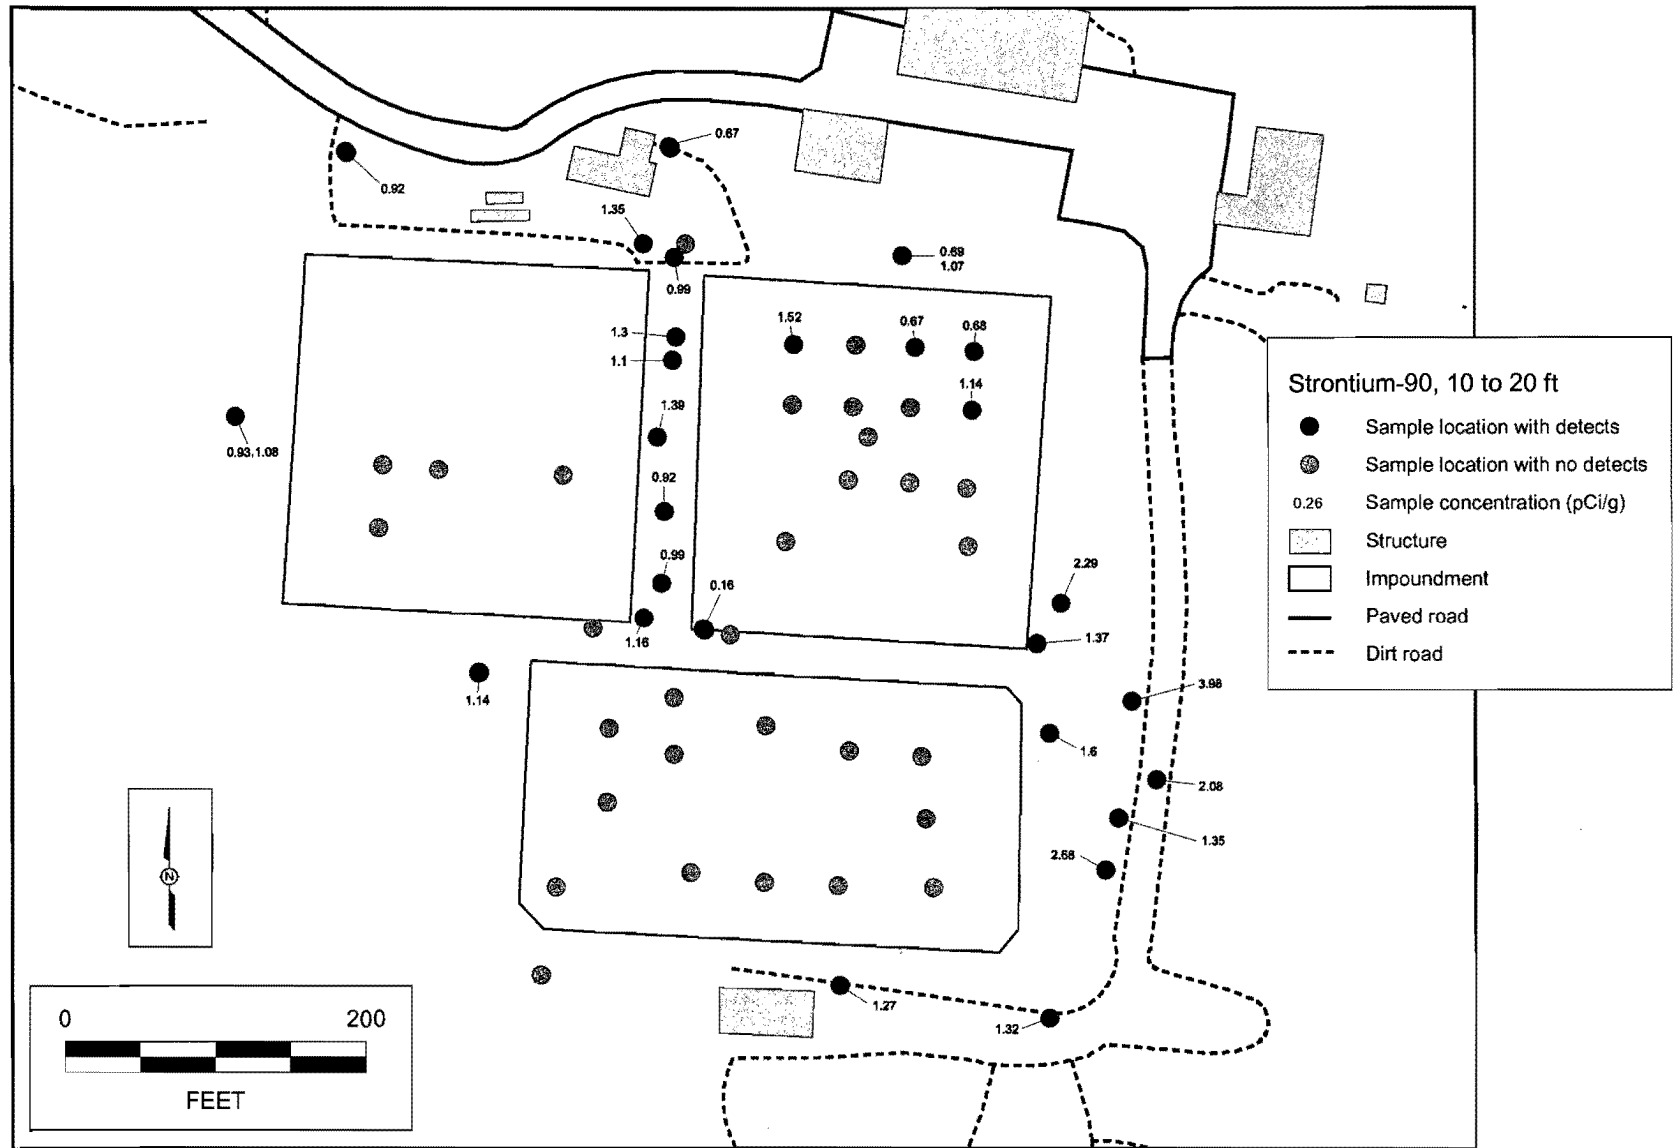 0.67
0.92
1.35
0.69
1.07
0.99
1.52
0.67
0.68
1.3
1.1
1.14
1.39
0.93,1.08
0.92
0.99
0.16
2.29
1.16
1.37
1.14
3.98
1.6
2.08
1.35
2.68
1.27
1.32
Strontium-90, 10 to 20 ft
Sample location with detects
Sample location with no detects
0.26 Sample concentration (pCi/g)
Structure
Impoundment
Paved road
Dirt road
N
0 200
FEET